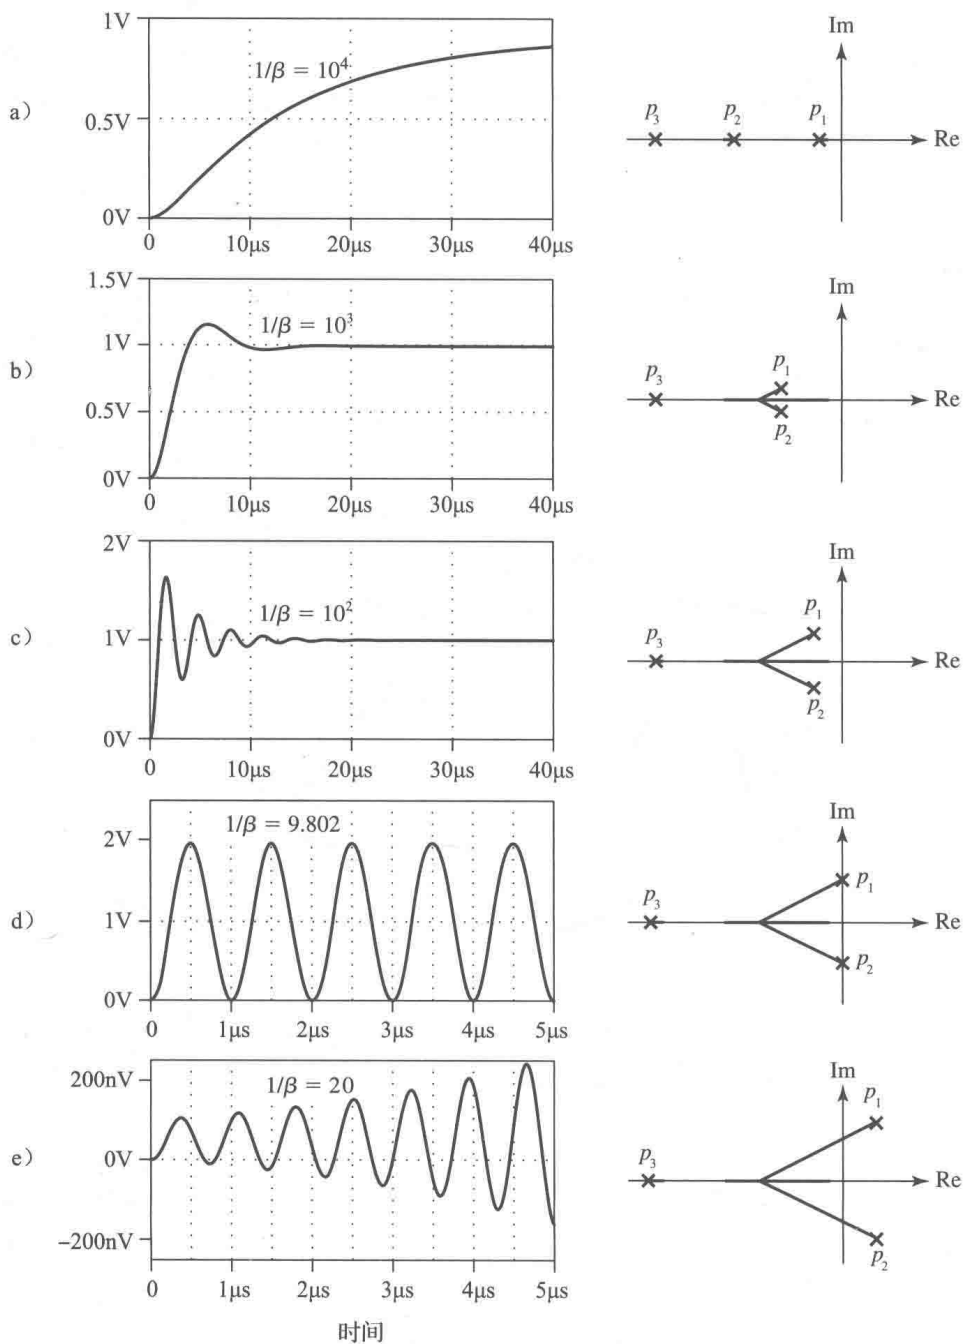 a)
1V
0.5V
0V
1/β = 10⁴
0 10μs 20μs 30μs 40μs
Im
p₃ p₂ p₁
Re
b)
1.5V
1V
0.5V
0V
1/β = 10³
0 10μs 20μs 30μs 40μs
Im
p₃ p₁
Re
p₂
c)
2V
1V
0V
1/β = 10²
0 10μs 20μs 30μs 40μs
Im
p₁
p₃
Re
p₂
d)
2V
1V
0V
1/β = 9.802
0 1μs 2μs 3μs 4μs 5μs
Im
p₁
p₃
Re
p₂
e)
200nV
0V
−200nV
1/β = 20
0 1μs 2μs 3μs 4μs 5μs
时间
Im
p₁
p₃
Re
p₂